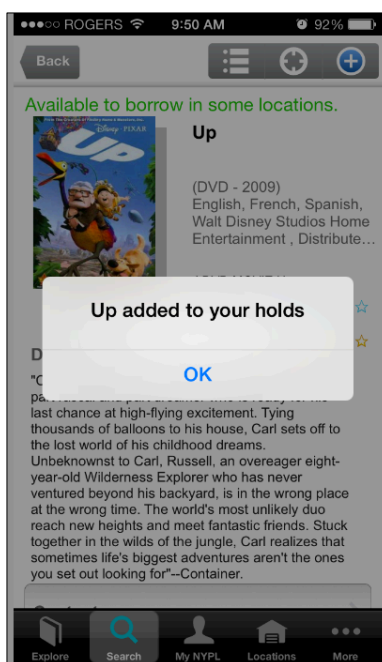 ROGERS 9:50 AM 92%
Back
Available to borrow in some locations.
Disney · PIXAR
UP
Up
(DVD - 2009)
English, French, Spanish,
Walt Disney Studios Home
Entertainment , Distribute...
Up added to your holds
D
OK
last chance at high-flying excitement. Tying
thousands of balloons to his house, Carl sets off to
the lost world of his childhood dreams.
Unbeknownst to Carl, Russell, an overeager eight-
year-old Wilderness Explorer who has never
ventured beyond his backyard, is in the wrong place
at the wrong time. The world's most unlikely duo
reach new heights and meet fantastic friends. Stuck
together in the wilds of the jungle, Carl realizes that
sometimes life's biggest adventures aren't the ones
you set out looking for"--Container.
Explore Search My NYPL Locations More